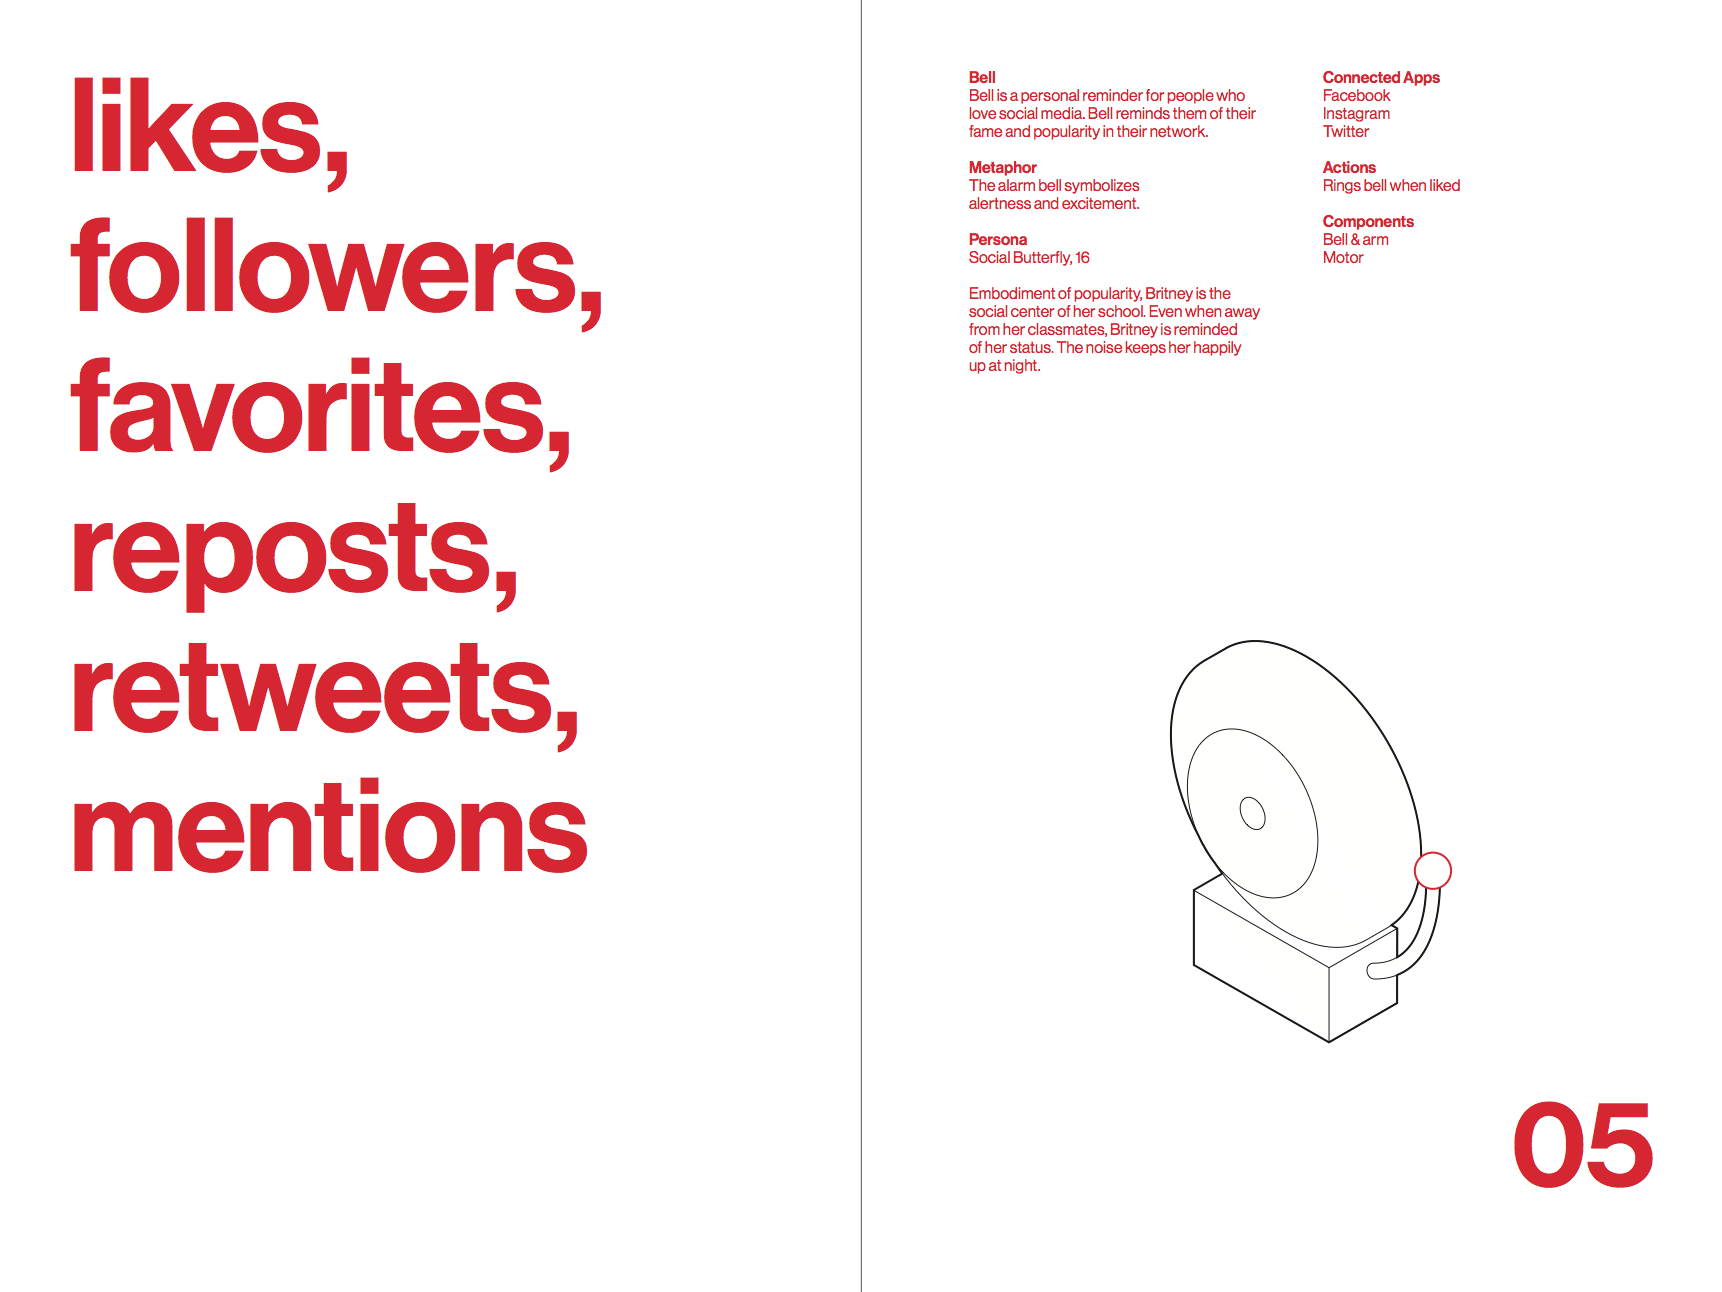 likes,
followers,
favorites,
reposts,
retweets,
mentions
Bell
Bell is a personal reminder for people who
love social media. Bell reminds them of their
fame and popularity in their network.
Metaphor
The alarm bell symbolizes
alertness and excitement.
Persona
Social Butterfly, 16
Embodiment of popularity, Britney is the
social center of her school. Even when away
from her classmates, Britney is reminded
of her status. The noise keeps her happily
up at night.
Connected Apps
Facebook
Instagram
Twitter
Actions
Rings bell when liked
Components
Bell & arm
Motor
05